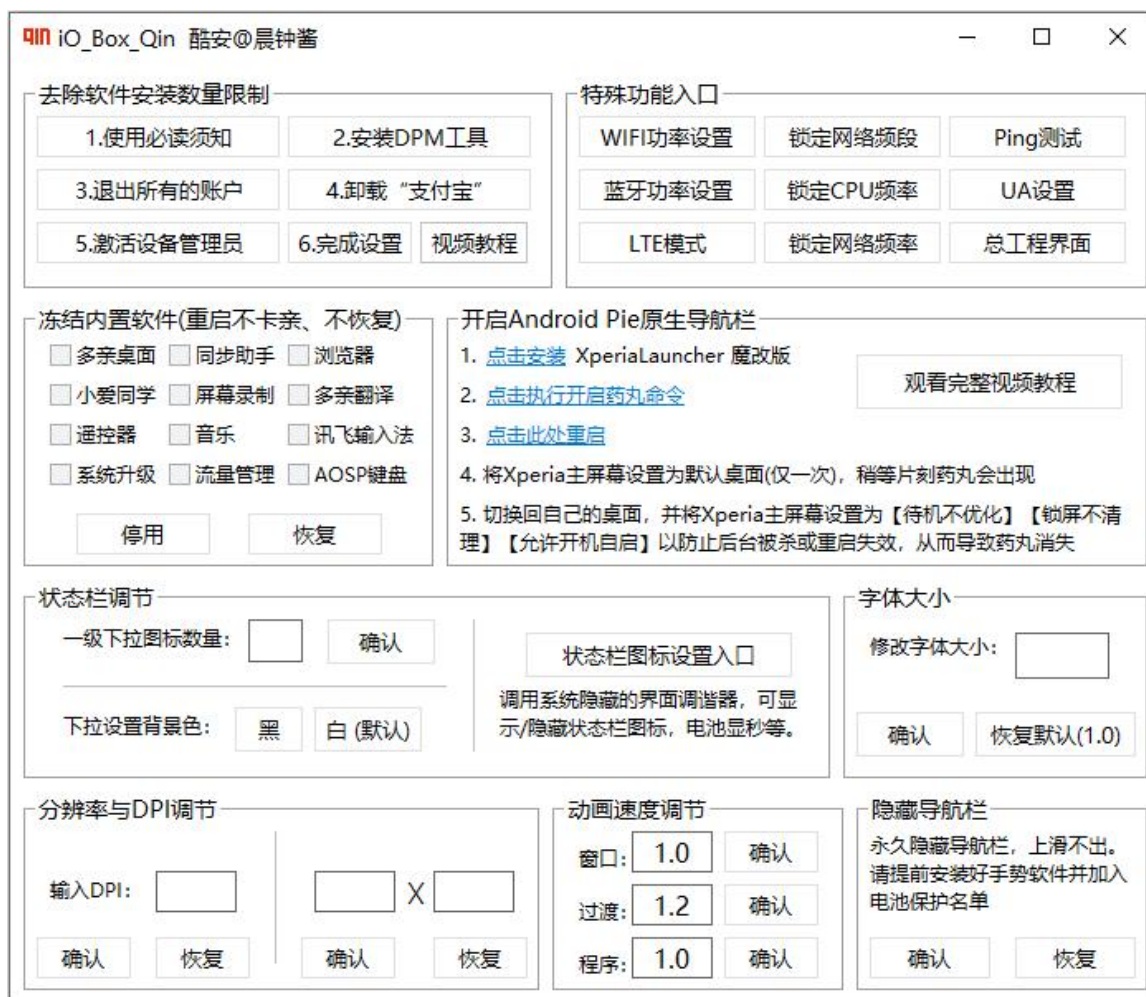 qin iO_Box_Qin 酷安@晨钟酱
去除软件安装数量限制
1.使用必读须知 2.安装DPM工具
3.退出所有的账户 4.卸载“支付宝”
5.激活设备管理员 6.完成设置 视频教程
特殊功能入口
WIFI功率设置 锁定网络频段 Ping测试
蓝牙功率设置 锁定CPU频率 UA设置
LTE模式 锁定网络频率 总工程界面
冻结内置软件(重启不卡亲、不恢复)
多亲桌面 同步助手 浏览器
小爱同学 屏幕录制 多亲翻译
遥控器 音乐 讯飞输入法
系统升级 流量管理 AOSP键盘
停用 恢复
开启Android Pie原生导航栏
1. 点击安装 XperiaLauncher 魔改版
观看完整视频教程
2. 点击执行开启药丸命令
3. 点击此处重启
4. 将Xperia主屏幕设置为默认桌面(仅一次)，稍等片刻药丸会出现
5. 切换回自己的桌面，并将Xperia主屏幕设置为【待机不优化】【锁屏不清
理】【允许开机自启】以防止后台被杀或重启失效，从而导致药丸消失
状态栏调节
一级下拉图标数量： 确认
下拉设置背景色： 黑 白 (默认)
状态栏图标设置入口
调用系统隐藏的界面调谐器，可显
示/隐藏状态栏图标，电池显秒等。
字体大小
修改字体大小：
确认 恢复默认(1.0)
分辨率与DPI调节
输入DPI： X
确认 恢复 确认 恢复
动画速度调节
窗口: 1.0 确认
过渡: 1.2 确认
程序: 1.0 确认
隐藏导航栏
永久隐藏导航栏，上滑不出。
请提前安装好手势软件并加入
电池保护名单
确认 恢复